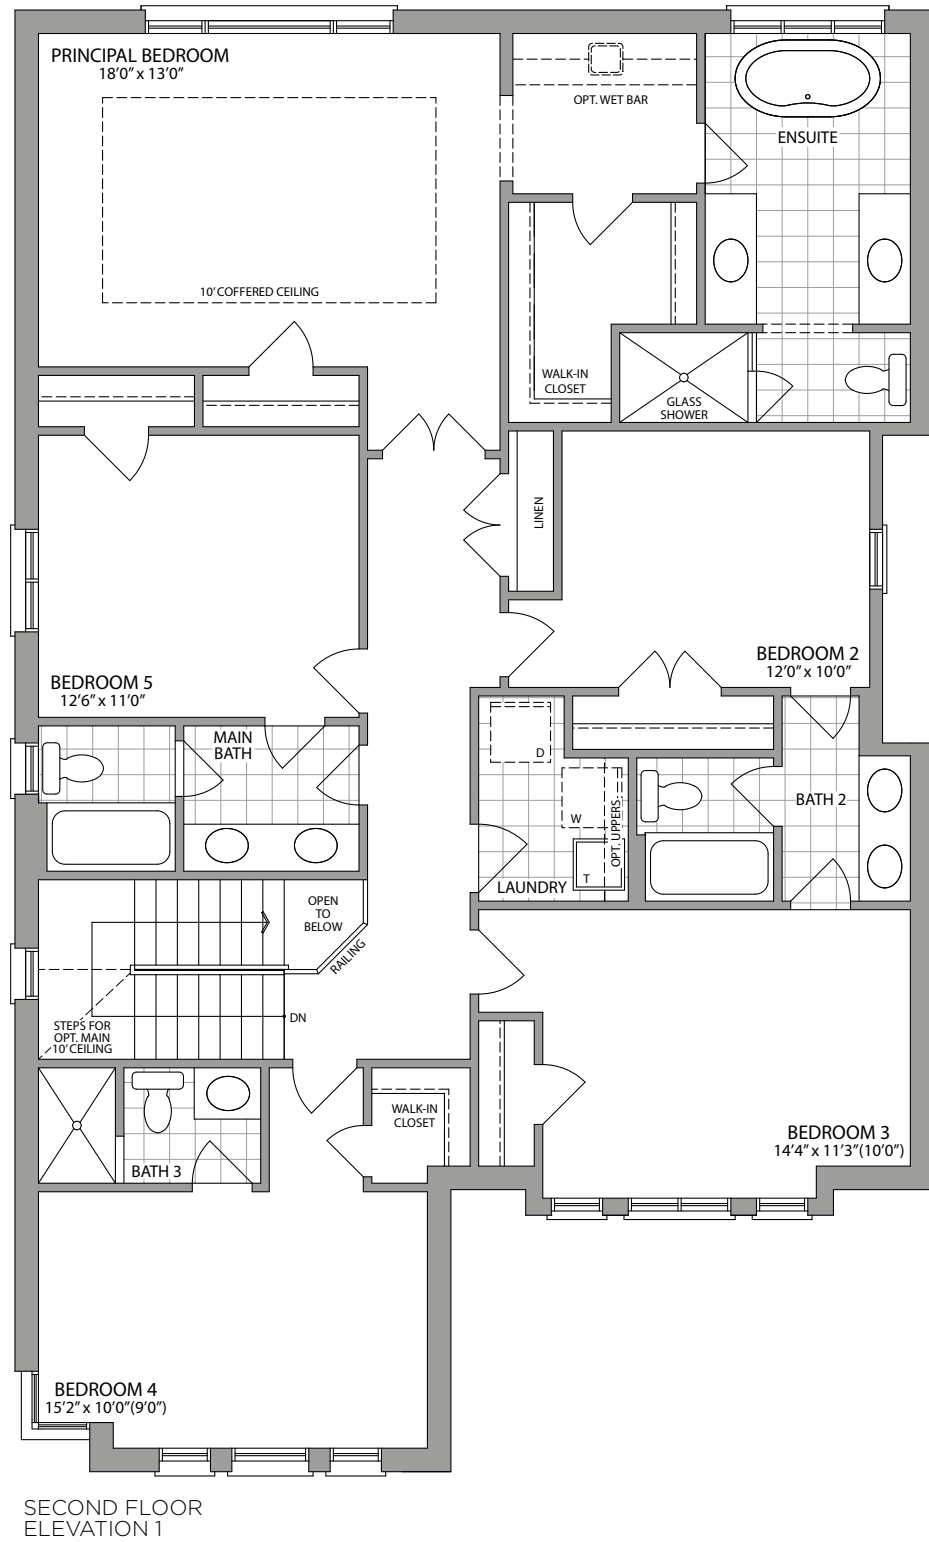 PRINCIPAL BEDROOM
18'0" x 13'0"
OPT. WET BAR
ENSUITE
10' COFFERED CEILING
WALK-IN
CLOSET
GLASS
SHOWER
LINEN
BEDROOM 2
12'0" x 10'0"
BEDROOM 5
12'6" x 11'0"
MAIN
BATH
D
W
OPT. UPPERS
T
LAUNDRY
BATH 2
OPEN
TO
BELOW
RAILING
DN
STEPS FOR
OPT. MAIN
10' CEILING
WALK-IN
CLOSET
BATH 3
BEDROOM 3
14'4" x 11'3"(10'0")
BEDROOM 4
15'2" x 10'0"(9'0")
SECOND FLOOR
ELEVATION 1